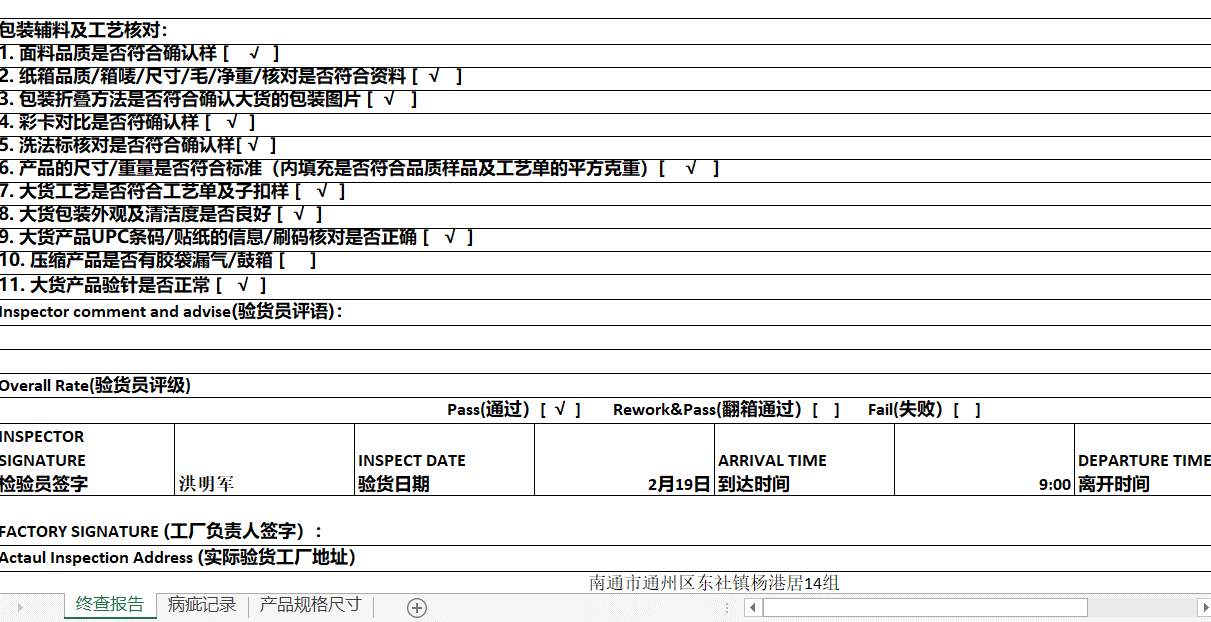 包装辅料及工艺核对：
1. 面料品质是否符合确认样 [ √ ]
2. 纸箱品质/箱唛/尺寸/毛/净重/核对是否符合资料 [ √ ]
3. 包装折叠方法是否符合确认大货的包装图片 [ √ ]
4. 彩卡对比是否符确认样 [ √ ]
5. 洗法标核对是否符合确认样[ √ ]
6. 产品的尺寸/重量是否符合标准（内填充是否符合品质样品及工艺单的平方克重）[ √ ]
7. 大货工艺是否符合工艺单及子扣样 [ √ ]
8. 大货包装外观及清洁度是否良好 [ √ ]
9. 大货产品UPC条码/贴纸的信息/刷码核对是否正确 [ √ ]
10. 压缩产品是否有胶袋漏气/鼓箱 [ ]
11. 大货产品验针是否正常 [ √ ]
Inspector comment and advise(验货员评语)：
Overall Rate(验货员评级)
Pass(通过）[ √ ] Rework&Pass(翻箱通过）[ ] Fail(失败）[ ]
INSPECTOR
SIGNATURE INSPECT DATE ARRIVAL TIME DEPARTURE TIME
检验员签字 洪明军 验货日期 2月19日 到达时间 9:00 离开时间
FACTORY SIGNATURE (工厂负责人签字）：
Actaul Inspection Address (实际验货工厂地址）
南通市通州区东社镇杨港居14组
终查报告 病疵记录 产品规格尺寸